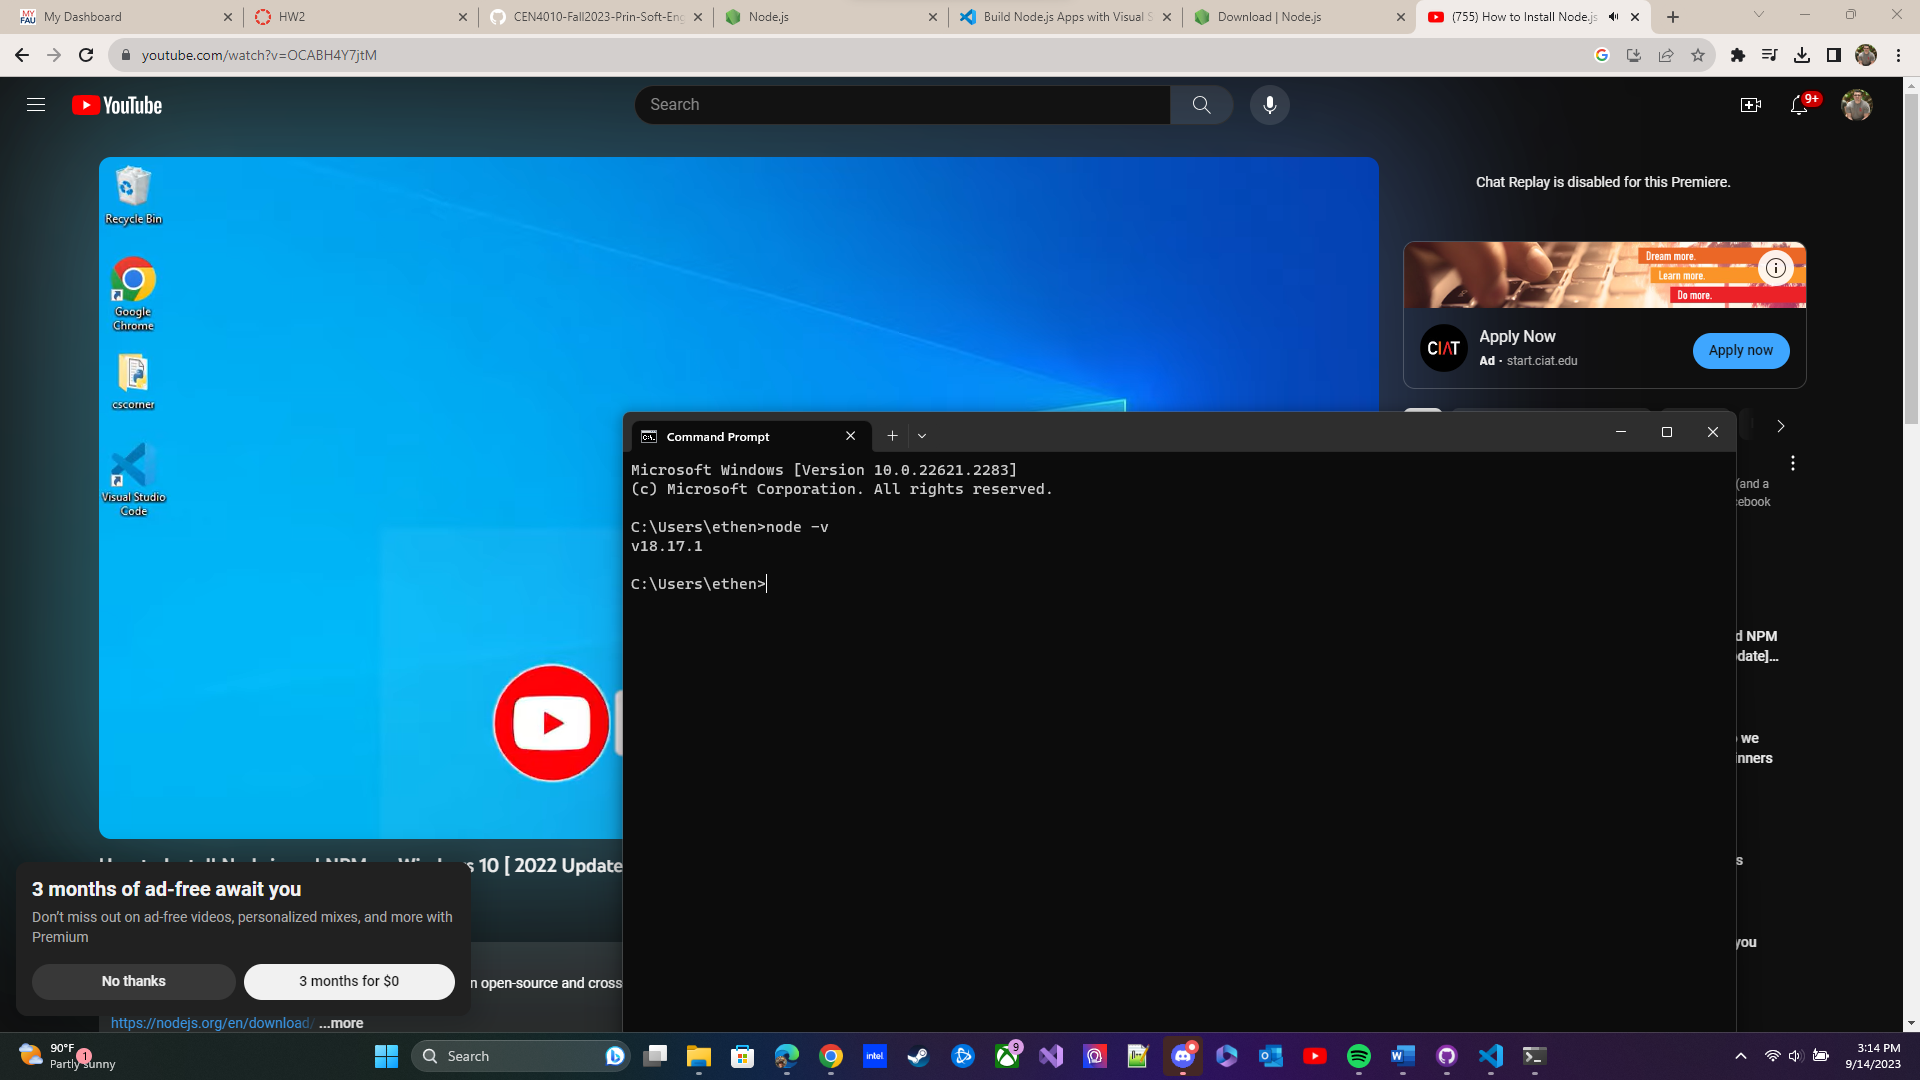 My Dashboard
HW2
CEN4010-Fall2023-Prin-Soft-Eng
Node.js
Build Node.js Apps with Visual S
Download | Node.js
(755) How to Install Node.js
youtube.com/watch?v=OCABH4Y7jtM
YouTube
Search
9+
Recycle Bin
Google
Chrome
cscorner
Visual Studio
Code
Chat Replay is disabled for this Premiere.
Dream more.
Learn more.
Do more.
CIAT
Apply Now
Ad · start.ciat.edu
Apply now
Command Prompt
Microsoft Windows [Version 10.0.22621.2283]
(c) Microsoft Corporation. All rights reserved.
C:\Users\ethen>node -v
v18.17.1
C:\Users\ethen>
(and a
ebook
d NPM
pdate]...
we
inners
s
you
10 [ 2022 Update
3 months of ad-free await you
Don't miss out on ad-free videos, personalized mixes, and more with
Premium
No thanks
3 months for $0
n open-source and cross
https://nodejs.org/en/download/ ...more
90°F
Partly sunny
1
Search
intel
9
3:14 PM
9/14/2023